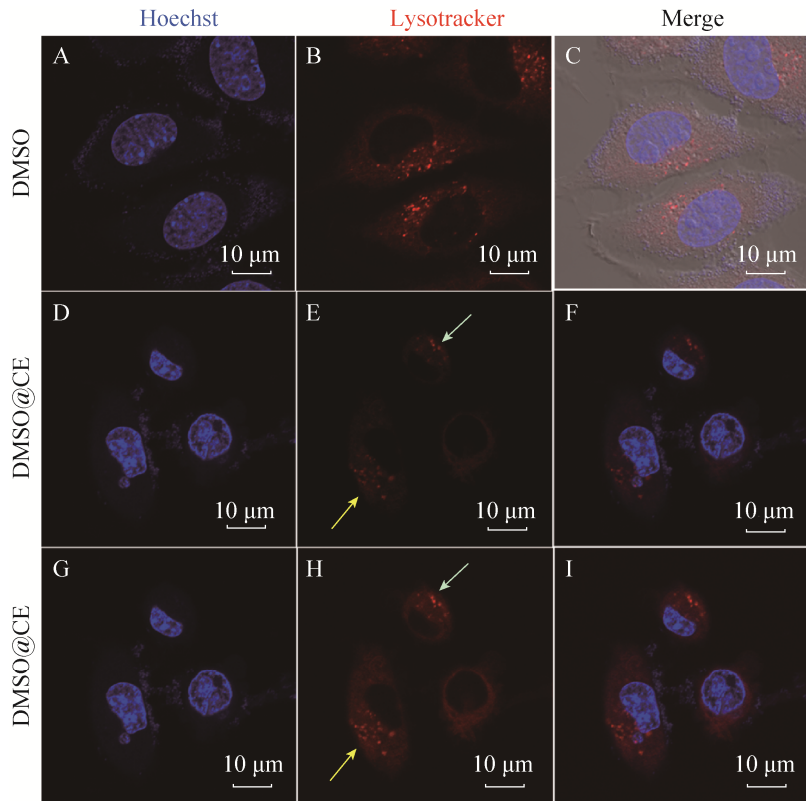 Hoechst Lysotracker Merge
DMSO
A B C
10 μm 10 μm 10 μm
DMSO@CE
D E F
10 μm 10 μm 10 μm
DMSO@CE
G H I
10 μm 10 μm 10 μm